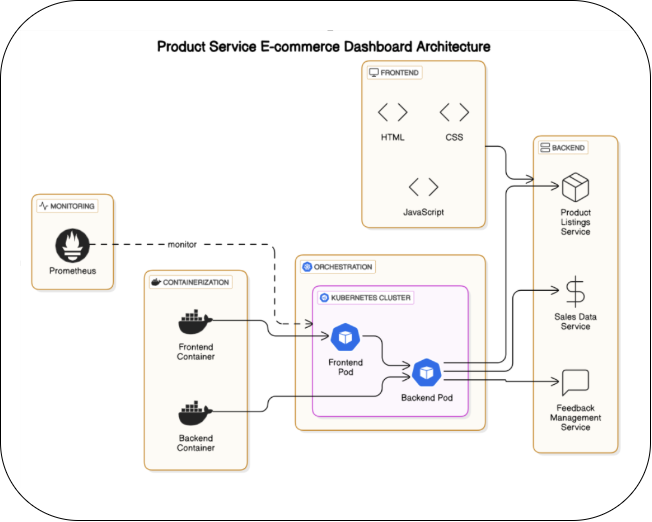 Product Service E-commerce Dashboard Architecture
FRONTEND
HTML
CSS
JavaScript
BACKEND
Product
Listings
Service
Sales Data
Service
Feedback
Management
Service
MONITORING
Prometheus
monitor
CONTAINERIZATION
Frontend
Container
Backend
Container
ORCHESTRATION
KUBERNETES CLUSTER
Frontend
Pod
Backend Pod